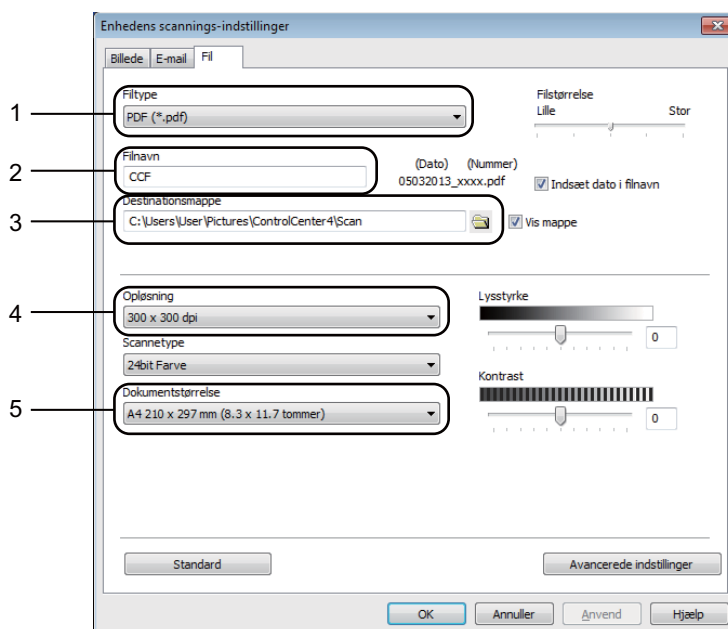 Enhedens scannings-indstillinger
Billede E-mail Fil
1
Filtype
PDF (*.pdf)
Filstørrelse
Lille Stor
2
Filnavn
CCF
(Dato) (Nummer)
05032013_xxxx.pdf
Indsæt dato i filnavn
3
Destinationsmappe
C:\Users\User\Pictures\ControlCenter4\Scan
Vis mappe
4
Opløsning
300 x 300 dpi
Lysstyrke
0
Scannetype
24bit Farve
Kontrast
0
5
Dokumentstørrelse
A4 210 x 297 mm (8.3 x 11.7 tommer)
Standard
Avancerede indstillinger
OK Annuller Anvend Hjælp